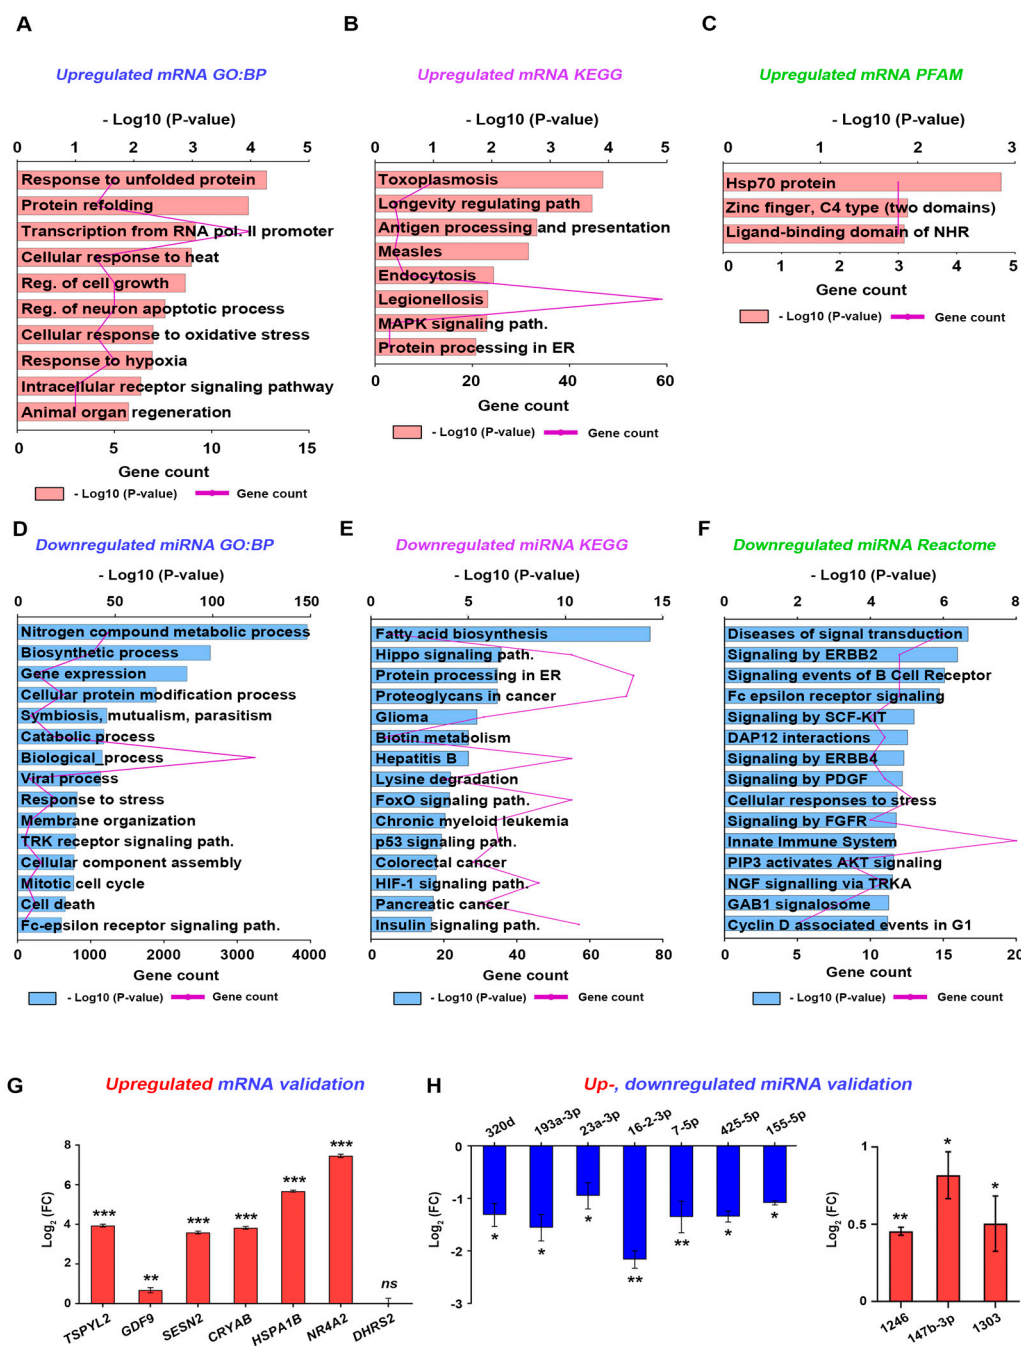 A
Upregulated mRNA GO:BP
- Log10 (P-value)
0 1 2 3 4 5
Response to unfolded protein
Protein refolding
Transcription from RNA pol. II promoter
Cellular response to heat
Reg. of cell growth
Reg. of neuron apoptotic process
Cellular response to oxidative stress
Response to hypoxia
Intracellular receptor signaling pathway
Animal organ regeneration
0 5 10 15
Gene count
- Log10 (P-value) Gene count
B
Upregulated mRNA KEGG
- Log10 (P-value)
0 1 2 3 4 5
Toxoplasmosis
Longevity regulating path.
Antigen processing and presentation
Measles
Endocytosis
Legionellosis
MAPK signaling path.
Protein processing in ER
0 20 40 60
Gene count
- Log10 (P-value) Gene count
C
Upregulated mRNA PFAM
- Log10 (P-value)
0 1 2 3
Hsp70 protein
Zinc finger, C4 type (two domains)
Ligand-binding domain of NHR
0 1 2 3 4 5
Gene count
- Log10 (P-value) Gene count
D
Downregulated miRNA GO:BP
- Log10 (P-value)
0 50 100 150
Nitrogen compound metabolic process
Biosynthetic process
Gene expression
Cellular protein modification process
Symbiosis, mutualism, parasitism
Catabolic process
Biological_process
Viral process
Response to stress
Membrane organization
TRK receptor signaling path.
Cellular component assembly
Mitotic cell cycle
Cell death
Fc-epsilon receptor signaling path.
0 1000 2000 3000 4000
Gene count
- Log10 (P-value) Gene count
E
Downregulated miRNA KEGG
- Log10 (P-value)
0 5 10 15
Fatty acid biosynthesis
Hippo signaling path.
Protein processing in ER
Proteoglycans in cancer
Glioma
Biotin metabolism
Hepatitis B
Lysine degradation
FoxO signaling path.
Chronic myeloid leukemia
p53 signaling path.
Colorectal cancer
HIF-1 signaling path.
Pancreatic cancer
Insulin signaling path.
0 20 40 60 80
Gene count
- Log10 (P-value) Gene count
F
Downregulated miRNA Reactome
- Log10 (P-value)
0 2 4 6 8
Diseases of signal transduction
Signaling by ERBB2
Signaling events of B Cell Receptor
Fc epsilon receptor signaling
Signaling by SCF-KIT
DAP12 interactions
Signaling by ERBB4
Signaling by PDGF
Cellular responses to stress
Signaling by FGFR
Innate Immune System
PIP3 activates AKT signaling
NGF signalling via TRKA
GAB1 signalosome
Cyclin D associated events in G1
0 5 10 15 20
Gene count
- Log10 (P-value) Gene count
G
Upregulated mRNA validation
Log2 (FC)
8
6
4
2
0
*** ** *** *** *** *** ns
TSPYL2 GDF9 SESN2 CRYAB HSPA1B NR4A2 DHRS2
H
Up-, downregulated miRNA validation
320d 193a-3p 23a-3p 16-2-3p 7-5p 425-5p 155-5p
Log2 (FC)
0
-1
-2
-3
* * * ** ** * *
Log2 (FC)
1
0.5
0
** * *
1246 147b-3p 1303